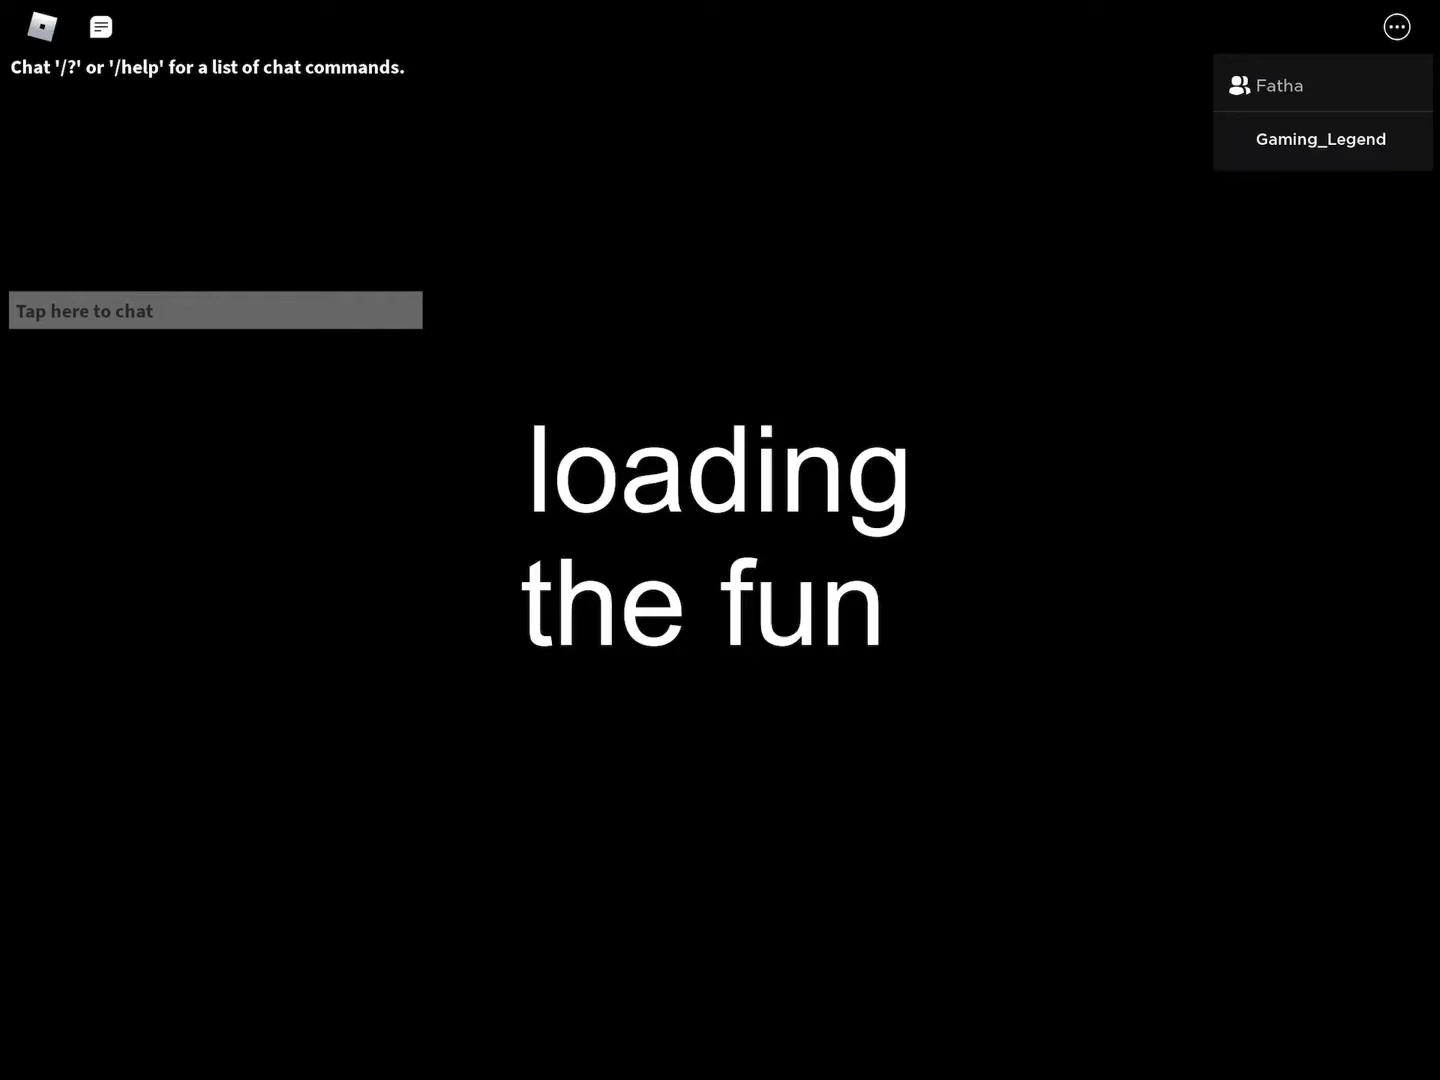 Chat '/?' or '/help' for a list of chat commands.
Fatha
Gaming_Legend
Tap here to chat
loading
the fun